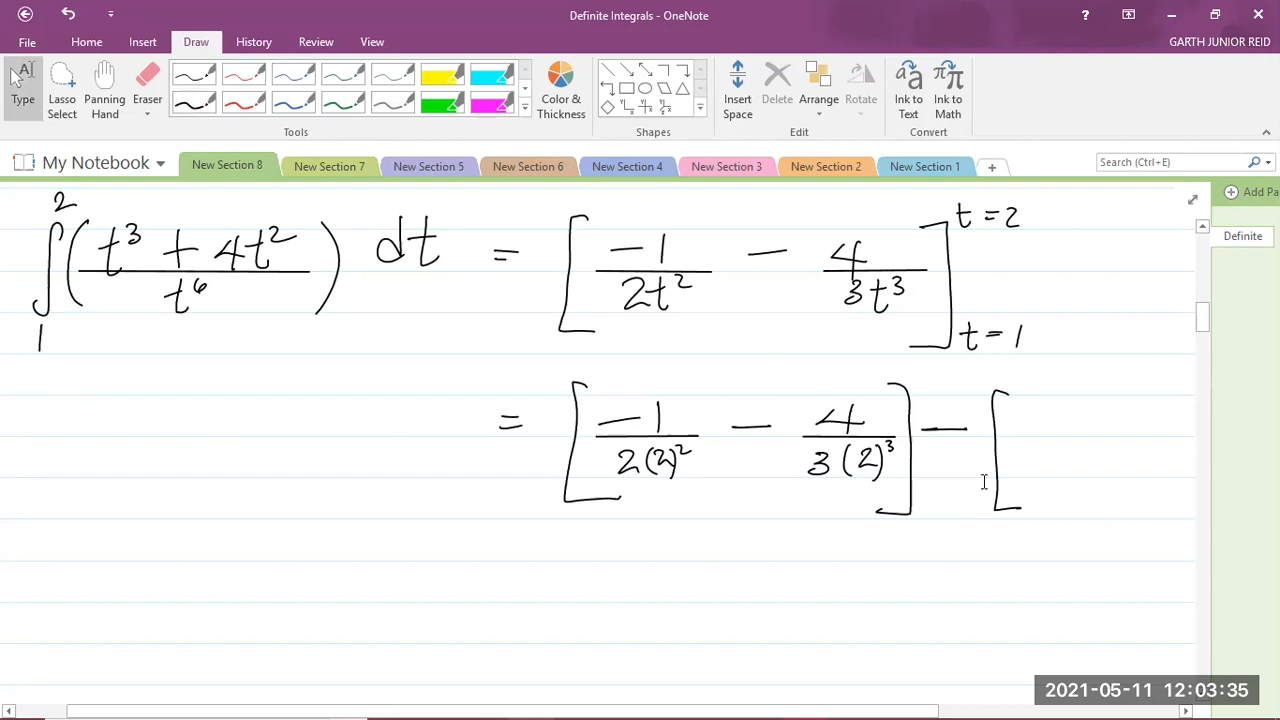 Definite Integrals - OneNote
GARTH JUNIOR REID
File Home Insert Draw History Review View
Type
Lasso Select
Panning Hand
Eraser
Color & Thickness
Insert Space
Delete
Arrange
Rotate
Ink to Text
Ink to Math
Tools
Shapes
Edit
Convert
My Notebook
New Section 8 New Section 7 New Section 5 New Section 6 New Section 4 New Section 3 New Section 2 New Section 1
Search (Ctrl+E)
Add Pa
Definite
∫₁² ((t³ + 4t²)/t⁶) dt = [-1/(2t²) - 4/(3t³)] t=2 t=1
= [-1/(2(2)²) - 4/(3(2)³)] - [
2021-05-11 12:03:35